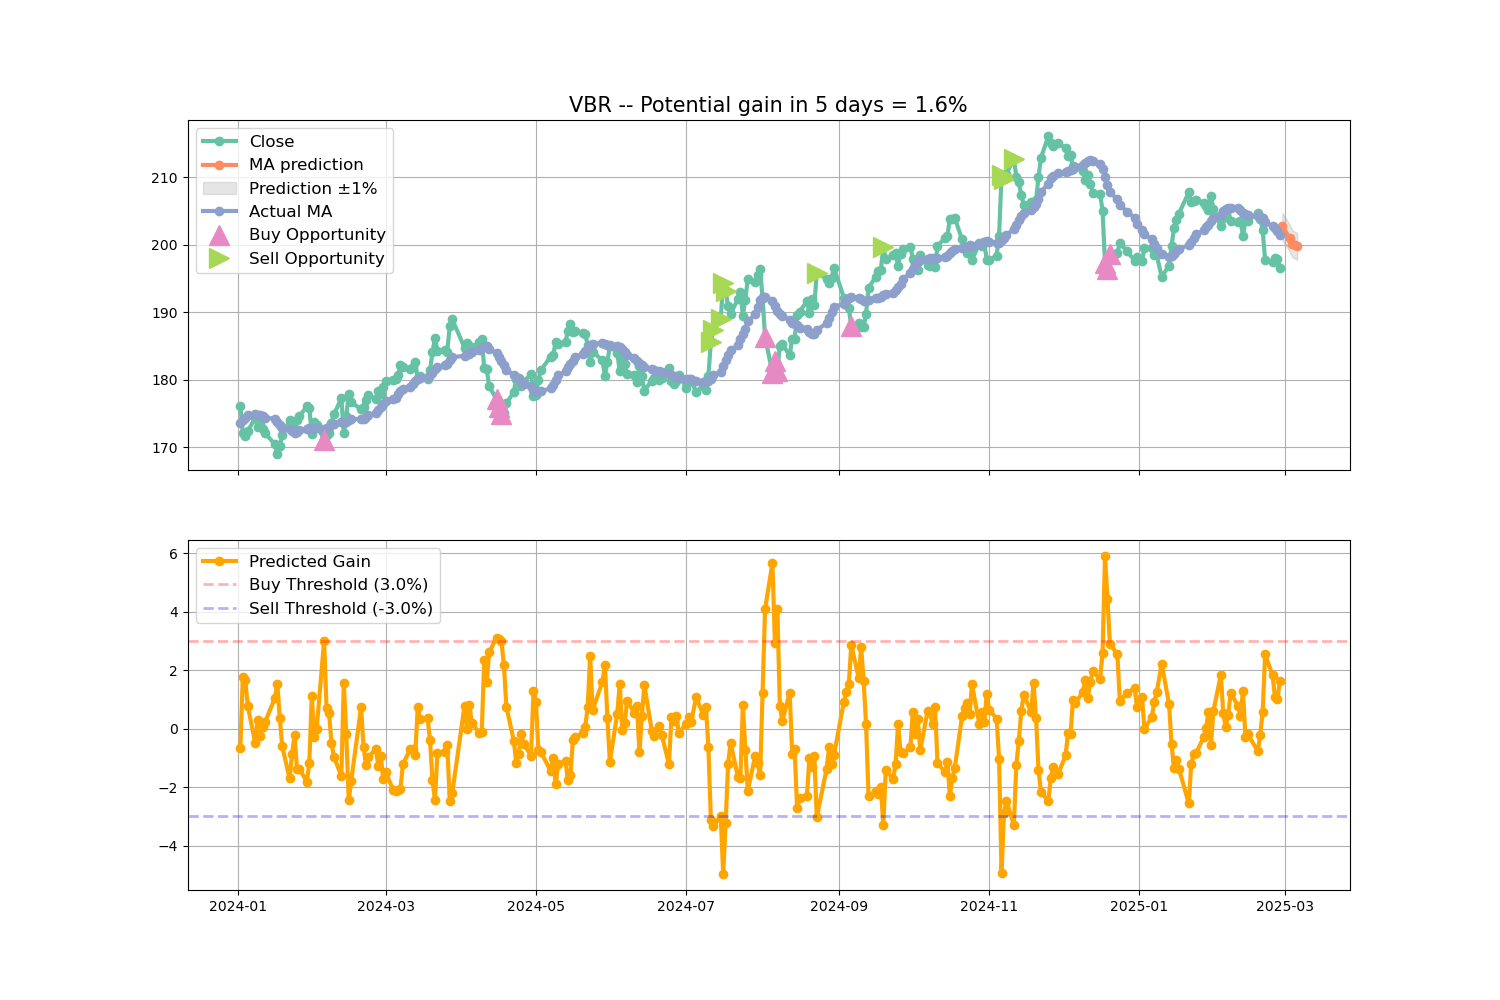 VBR -- Potential gain in 5 days = 1.6%
Close
MA prediction
Prediction ±1%
Actual MA
Buy Opportunity
Sell Opportunity
210
200
190
180
170
Predicted Gain
Buy Threshold (3.0%)
Sell Threshold (-3.0%)
6
4
2
0
−2
−4
2024-01 2024-03 2024-05 2024-07 2024-09 2024-11 2025-01 2025-03